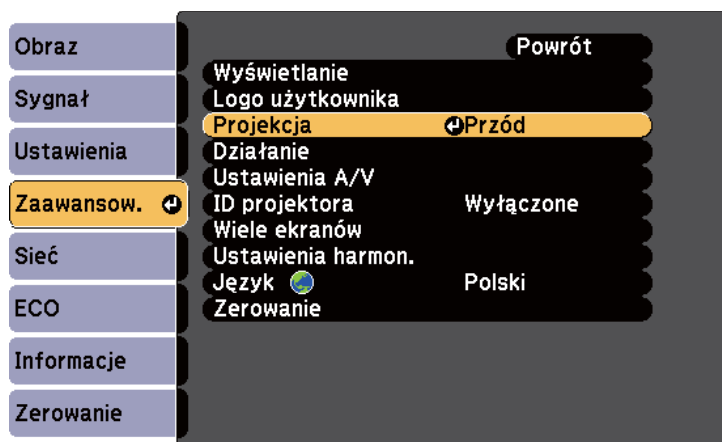 Obraz
Sygnał
Ustawienia
Zaawansow.
Sieć
ECO
Informacje
Zerowanie
Powrót
Wyświetlanie
Logo użytkownika
Projekcja Przód
Działanie
Ustawienia A/V
ID projektora Wyłączone
Wiele ekranów
Ustawienia harmon.
Język Polski
Zerowanie